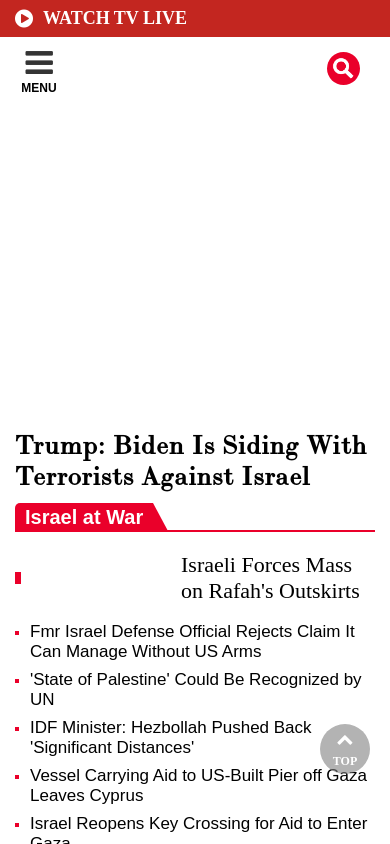 WATCH TV LIVE
MENU
Trump: Biden Is Siding With
Terrorists Against Israel
Israel at War
Israeli Forces Mass
on Rafah's Outskirts
Fmr Israel Defense Official Rejects Claim It
Can Manage Without US Arms
'State of Palestine' Could Be Recognized by
UN
IDF Minister: Hezbollah Pushed Back
'Significant Distances'
Vessel Carrying Aid to US-Built Pier off Gaza
Leaves Cyprus
TOP
Israel Reopens Key Crossing for Aid to Enter
Gaza